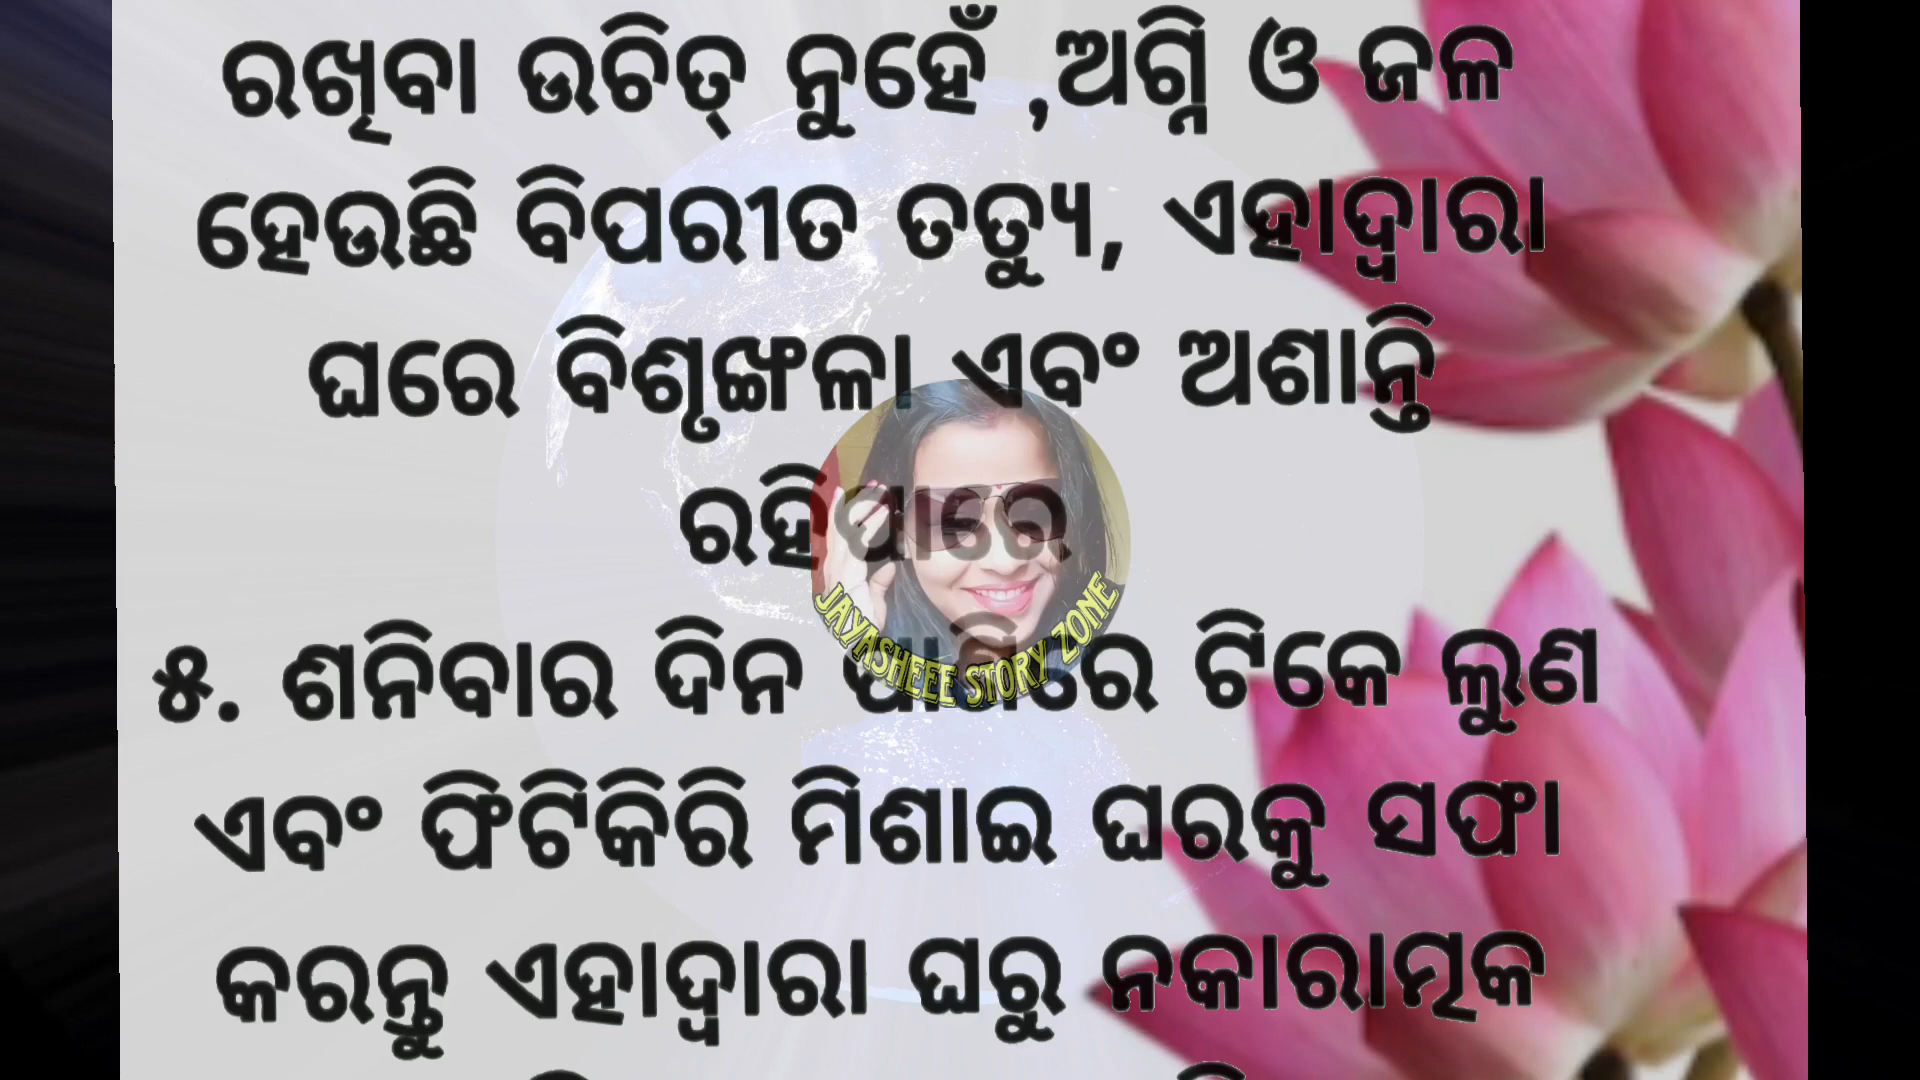 ରଖିବା ଉଚିତ୍ ନୁହେଁ ,ଅଗ୍ନି ଓ ଜଳ
ହେଉଛି ବିପରୀତ ତତ୍ୟୁ, ଏହାଦ୍ଵାରା
ଘରେ ବିଶୃଙ୍ଖଳା ଏବଂ ଅଶାନ୍ତି
ରହିପାରେ
୫. ଶନିବାର ଦିନ ପାଣିରେ ଟିକେ ଲୁଣ
ଏବଂ ଫିଟିକିରି ମିଶାଇ ଘରକୁ ସଫା
କରନ୍ତୁ ଏହାଦ୍ଵାରା ଘରୁ ନକାରାତ୍ମକ
JAYASHEEE STORY ZONE